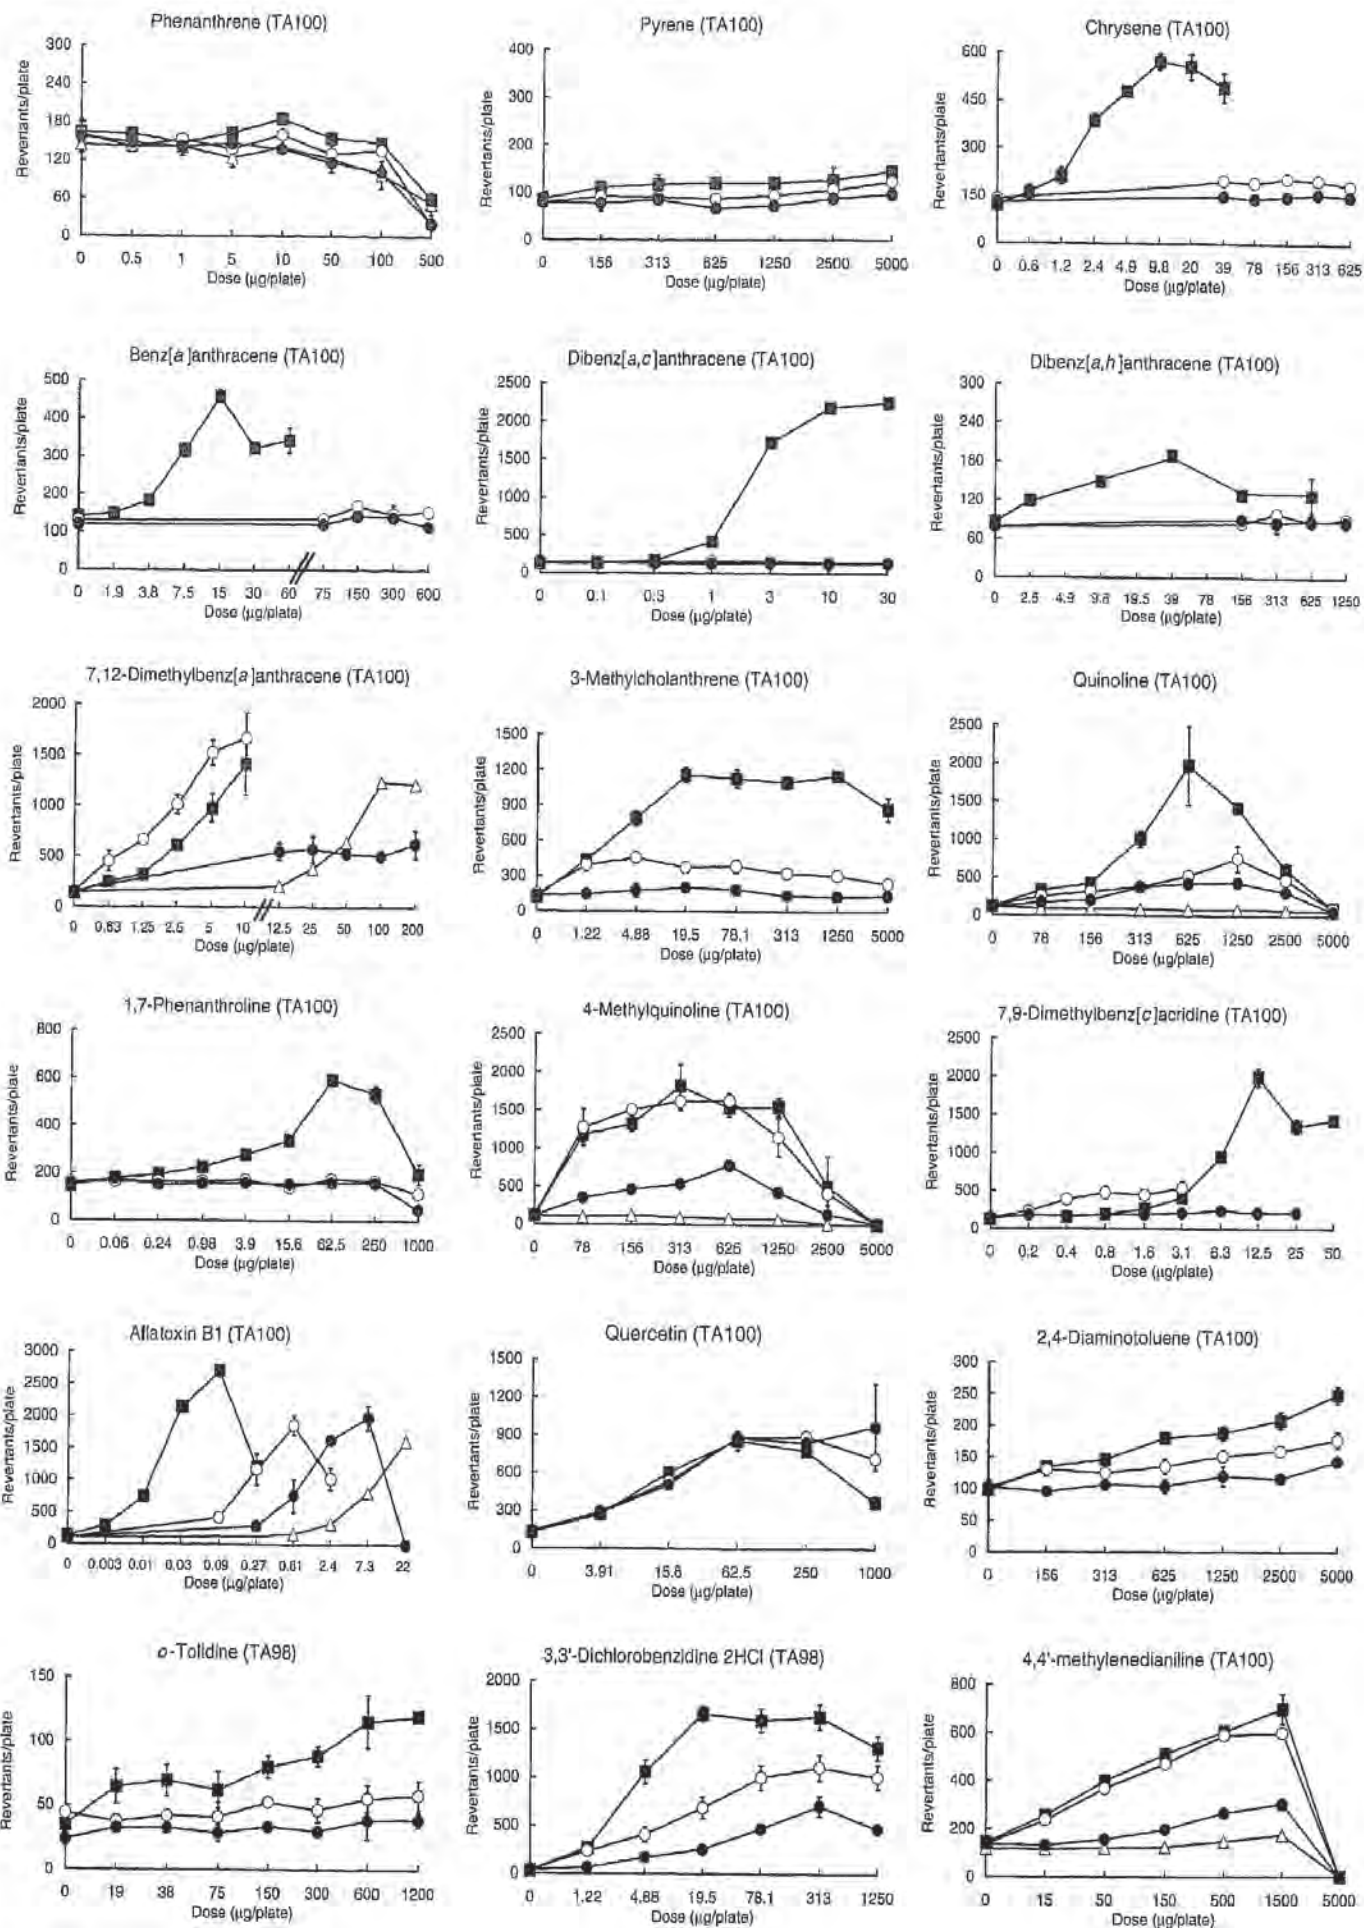 Phenanthrene (TA100)
Revertants/plate
300
240
180
120
60
0
0 0.5 1 5 10 50 100 500
Dose (µg/plate)
Pyrene (TA100)
Revertants/plate
400
300
200
100
0
0 156 313 625 1250 2500 5000
Dose (µg/plate)
Chrysene (TA100)
Revertants/plate
600
450
300
150
0
0 0.6 1.2 2.4 4.9 9.8 20 39 78 156 313 625
Dose (µg/plate)
Benz[a]anthracene (TA100)
Revertants/plate
500
400
300
200
100
0
0 1.9 3.8 7.5 15 30 60 75 150 300 600
Dose (µg/plate)
Dibenz[a,c]anthracene (TA100)
Revertants/plate
2500
2000
1500
1000
500
0
0 0.1 0.3 1 3 10 30
Dose (µg/plate)
Dibenz[a,h]anthracene (TA100)
Revertants/plate
300
240
180
120
60
0
0 2.5 4.9 9.8 19.5 39 78 156 313 625 1250
Dose (µg/plate)
7,12-Dimethylbenz[a]anthracene (TA100)
Revertants/plate
2000
1500
1000
500
0
0 0.63 1.25 2.5 5 10 12.5 25 50 100 200
Dose (µg/plate)
3-Methylcholanthrene (TA100)
Revertants/plate
1500
1200
900
600
300
0
0 1.22 4.88 19.5 78.1 313 1250 5000
Dose (µg/plate)
Quinoline (TA100)
Revertants/plate
2500
2000
1500
1000
500
0
0 78 156 313 625 1250 2500 5000
Dose (µg/plate)
1,7-Phenanthroline (TA100)
Revertants/plate
800
600
400
200
0
0 0.06 0.24 0.98 3.9 15.6 62.5 250 1000
Dose (µg/plate)
4-Methylquinoline (TA100)
Revertants/plate
2500
2000
1500
1000
500
0
0 78 156 313 625 1250 2500 5000
Dose (µg/plate)
7,9-Dimethylbenz[c]acridine (TA100)
Revertants/plate
2500
2000
1500
1000
500
0
0 0.2 0.4 0.8 1.6 3.1 6.3 12.5 25 50
Dose (µg/plate)
Aflatoxin B1 (TA100)
Revertants/plate
3000
2500
2000
1500
1000
500
0
0 0.003 0.01 0.03 0.09 0.27 0.81 2.4 7.3 22
Dose (µg/plate)
Quercetin (TA100)
Revertants/plate
1500
1200
900
600
300
0
0 3.91 15.6 62.5 250 1000
Dose (µg/plate)
2,4-Diaminotoluene (TA100)
Revertants/plate
300
250
200
150
100
50
0
0 156 313 625 1250 2500 5000
Dose (µg/plate)
o-Tolidine (TA98)
Revertants/plate
150
100
50
0
0 19 38 75 150 300 600 1200
Dose (µg/plate)
3,3'-Dichlorobenzidine 2HCl (TA98)
Revertants/plate
2000
1500
1000
500
0
0 1.22 4.88 19.5 78.1 313 1250
Dose (µg/plate)
4,4'-methylenedianiline (TA100)
Revertants/plate
800
600
400
200
0
0 15 50 150 500 1500 5000
Dose (µg/plate)